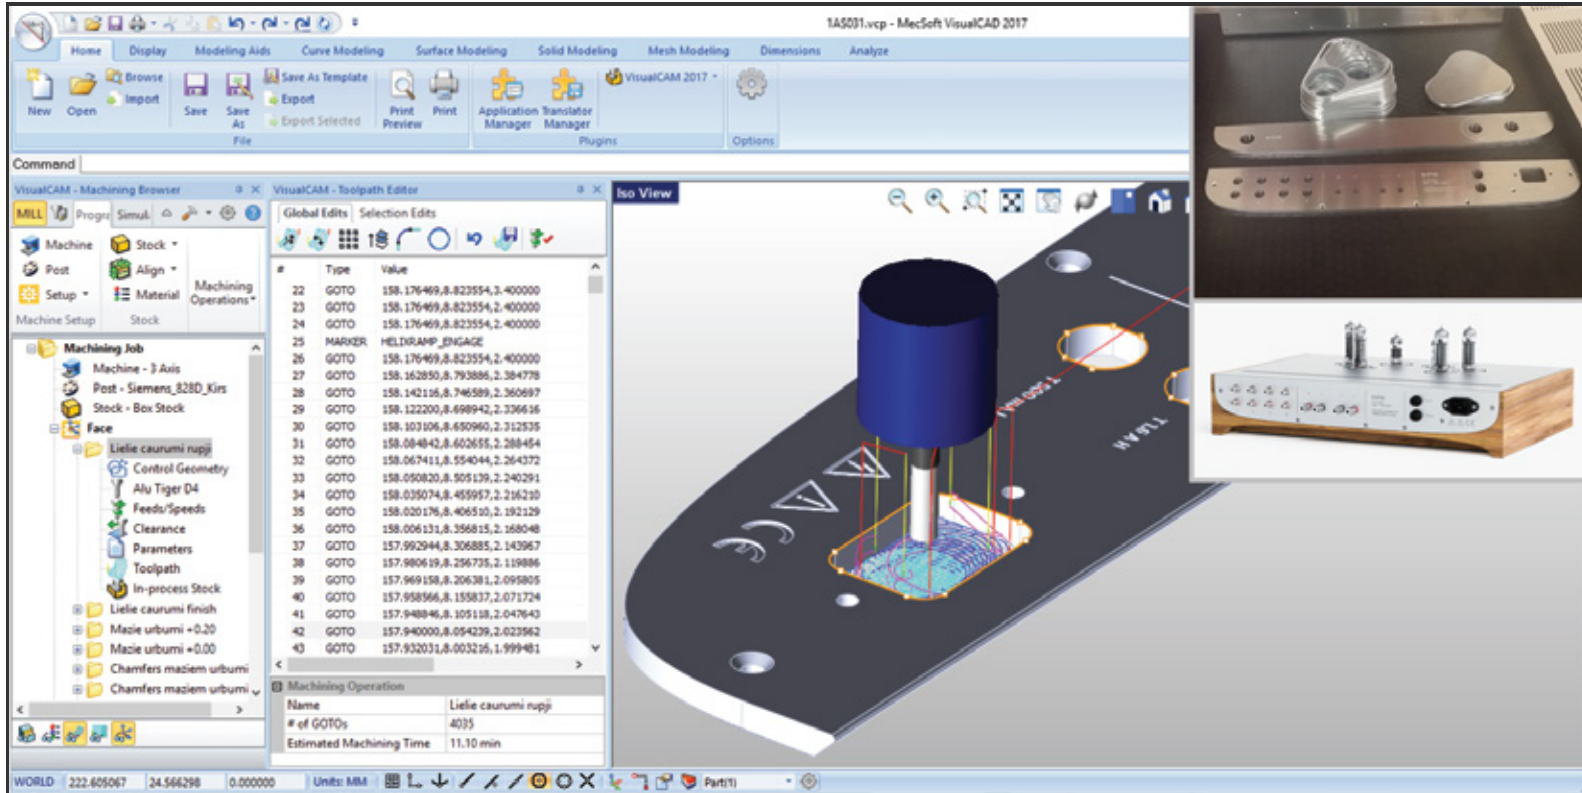 1AS031.vcp - MecSoft VisualCAD 2017
Home Display Modeling Aids Curve Modeling Surface Modeling Solid Modeling Mesh Modeling Dimensions Analyze
Browse Save As Template VisualCAM 2017
Import Export
New Open Save Save As Export Selected Print Preview Print Application Manager Translator Manager
File Plugins Options
Command
VisualCAM - Machining Browser
MILL Progra Simul
Machine Stock
Post Align
Setup Material Machining Operations
Machine Setup Stock
Machining Job
Machine - 3 Axis
Post - Siemens_828D_Kirs
Stock - Box Stock
Face
Lielie caurumi rupji
Control Geometry
Alu Tiger D4
Feeds/Speeds
Clearance
Parameters
Toolpath
In-process Stock
Lielie caurumi finish
Mazie urbumi +0.20
Mazie urbumi +0.00
Chamfers maziem urbumi
Chamfers maziem urbumi
VisualCAM - Toolpath Editor
Global Edits Selection Edits
# Type Value
22 GOTO 158.176469,8.823554,3.400000
23 GOTO 158.176469,8.823554,2.400000
24 GOTO 158.176469,8.823554,2.400000
25 MARKER HELIXRAMP_ENGAGE
26 GOTO 158.176469,8.823554,2.400000
27 GOTO 158.162850,8.793886,2.384778
28 GOTO 158.142116,8.746589,2.360697
29 GOTO 158.122200,8.698942,2.336616
30 GOTO 158.103106,8.650960,2.312535
31 GOTO 158.084842,8.602655,2.288454
32 GOTO 158.067411,8.554044,2.264372
33 GOTO 158.050820,8.505139,2.240291
34 GOTO 158.035074,8.455957,2.216210
35 GOTO 158.020176,8.406510,2.192129
36 GOTO 158.006131,8.356815,2.168048
37 GOTO 157.992944,8.306885,2.143967
38 GOTO 157.980619,8.256735,2.119886
39 GOTO 157.969158,8.206381,2.095805
40 GOTO 157.958566,8.155837,2.071724
41 GOTO 157.948846,8.105118,2.047643
42 GOTO 157.940000,8.054239,2.023562
43 GOTO 157.932031,8.003216,1.999481
Machining Operation
Name Lielie caurumi rupji
# of GOTOs 4035
Estimated Machining Time 11.10 min
Iso View
T1.6 A H
CE
WORLD 222.605067 24.566298 0.000000 Units: MM Part(1)